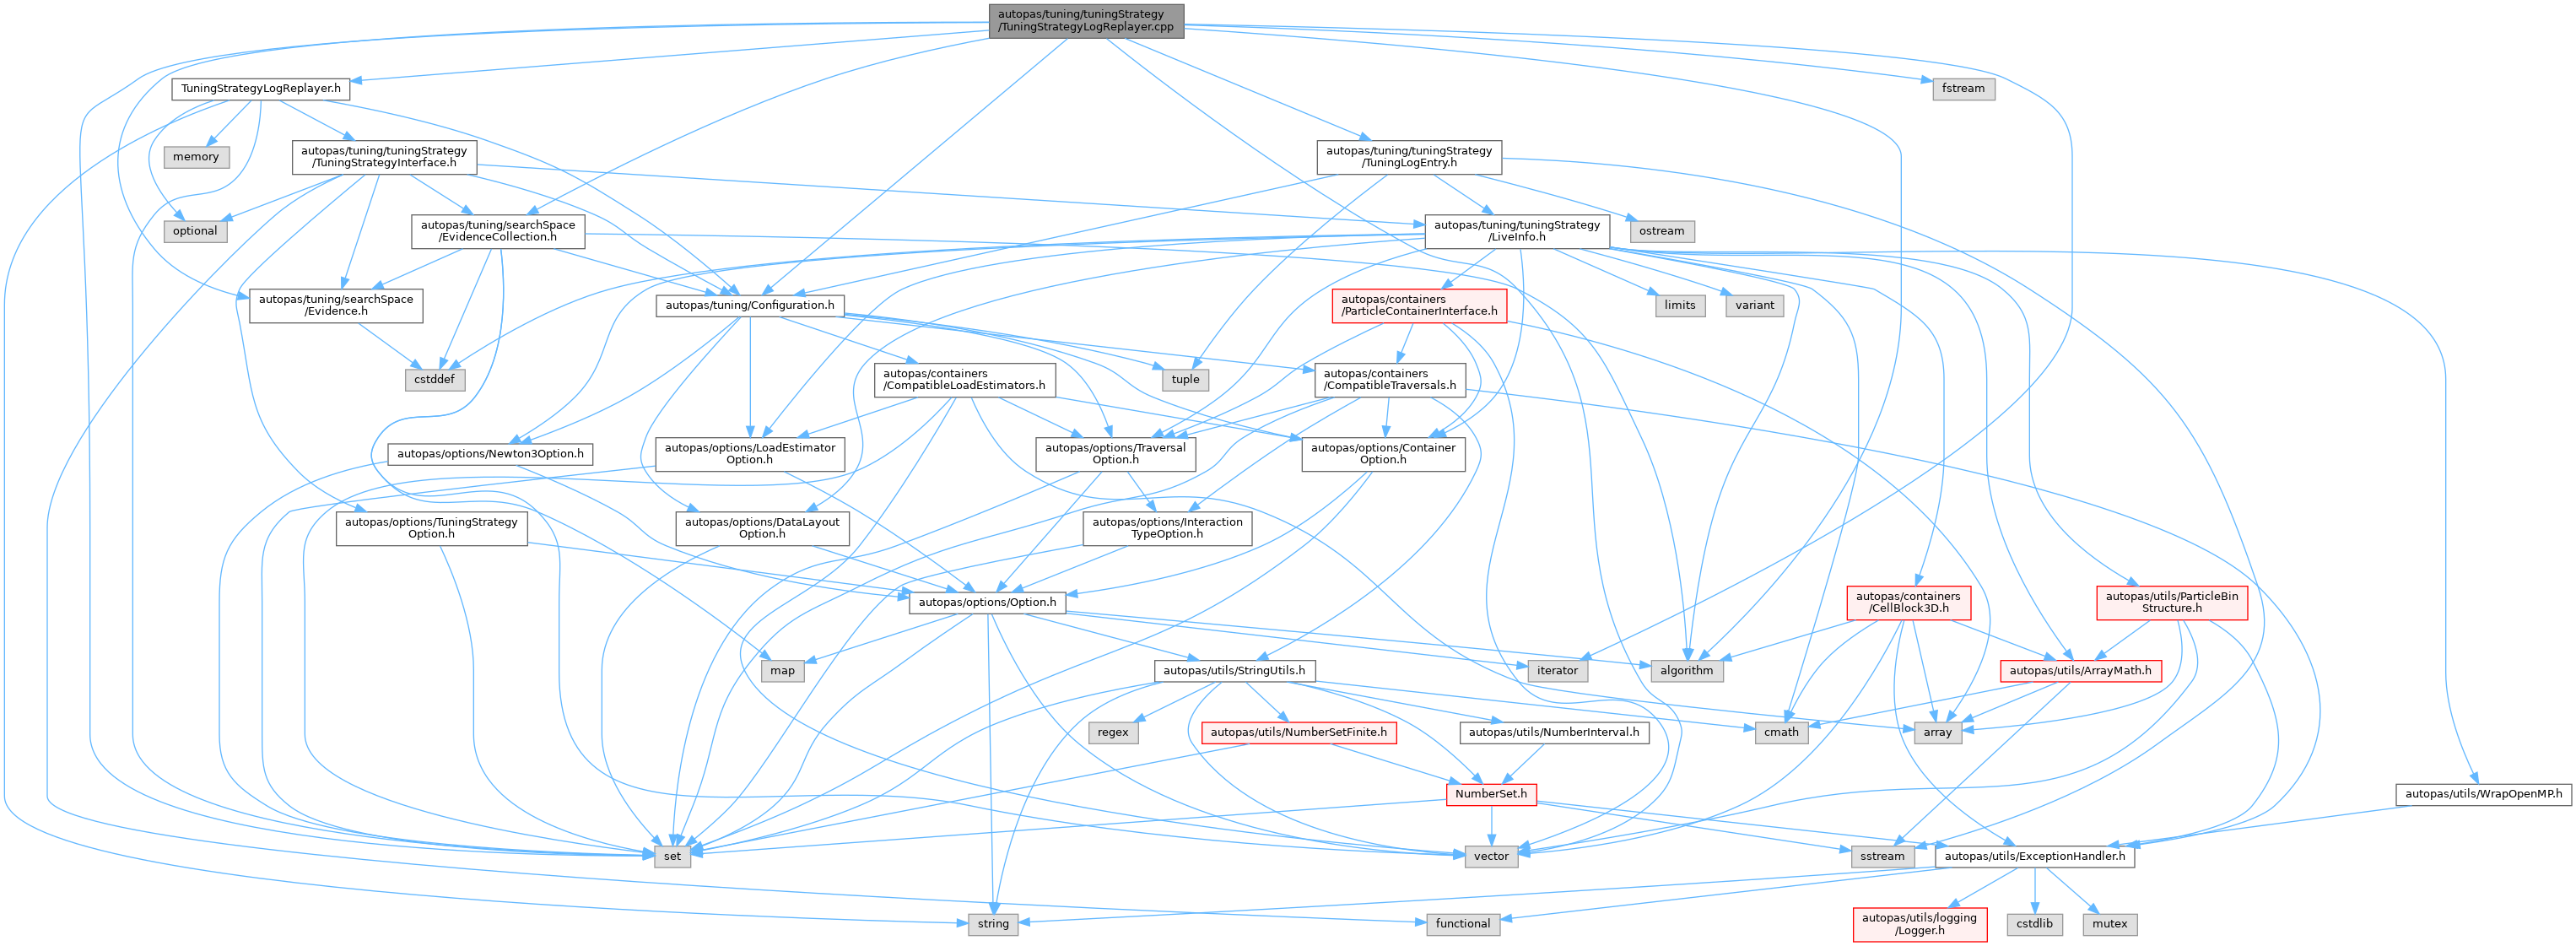 autopas/tuning/tuningStrategy
/TuningStrategyLogReplayer.cpp
TuningStrategyLogReplayer.h
fstream
memory
autopas/tuning/tuningStrategy
/TuningStrategyInterface.h
autopas/tuning/tuningStrategy
/TuningLogEntry.h
optional
autopas/tuning/searchSpace
/EvidenceCollection.h
autopas/tuning/tuningStrategy
/LiveInfo.h
ostream
autopas/tuning/searchSpace
/Evidence.h
autopas/tuning/Configuration.h
autopas/containers
/ParticleContainerInterface.h
limits
variant
cstddef
autopas/containers
/CompatibleLoadEstimators.h
tuple
autopas/containers
/CompatibleTraversals.h
autopas/options/Newton3Option.h
autopas/options/LoadEstimator
Option.h
autopas/options/Traversal
Option.h
autopas/options/Container
Option.h
autopas/options/TuningStrategy
Option.h
autopas/options/DataLayout
Option.h
autopas/options/Interaction
TypeOption.h
autopas/options/Option.h
autopas/containers
/CellBlock3D.h
autopas/utils/ParticleBin
Structure.h
map
autopas/utils/StringUtils.h
iterator
algorithm
autopas/utils/ArrayMath.h
regex
autopas/utils/NumberSetFinite.h
autopas/utils/NumberInterval.h
cmath
array
NumberSet.h
autopas/utils/WrapOpenMP.h
set
vector
sstream
autopas/utils/ExceptionHandler.h
string
functional
autopas/utils/logging
/Logger.h
cstdlib
mutex